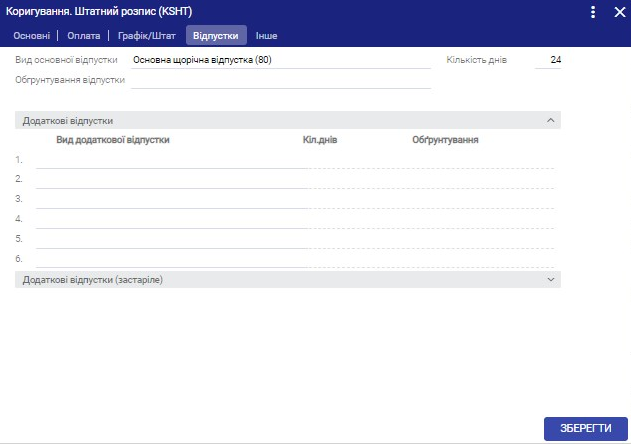 Коригування. Штатний розпис (KSHT)
Основні | Оплата | Графік/Штат Відпустки Інше
Вид основної відпустки Основна щорічна відпустка (80) Кількість днів 24
Обгрунтування відпустки
Додаткові відпустки
Вид додаткової відпустки Кіл.днів Обґрунтування
1.
2.
3.
4.
5.
6.
Додаткові відпустки (застаріле)
ЗБЕРЕГТИ